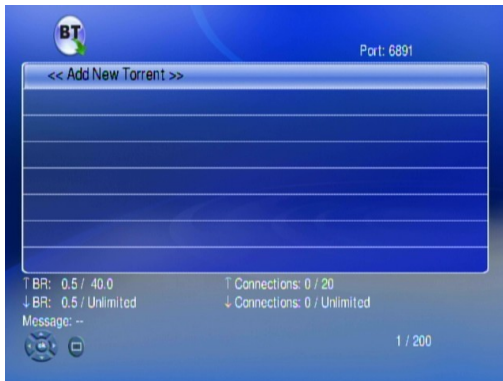 BT
Port: 6891
<< Add New Torrent >>
↑ BR: 0.5 / 40.0
↑ Connections: 0 / 20
↓ BR: 0.5 / Unlimited
↓ Connections: 0 / Unlimited
Message: --
1 / 200